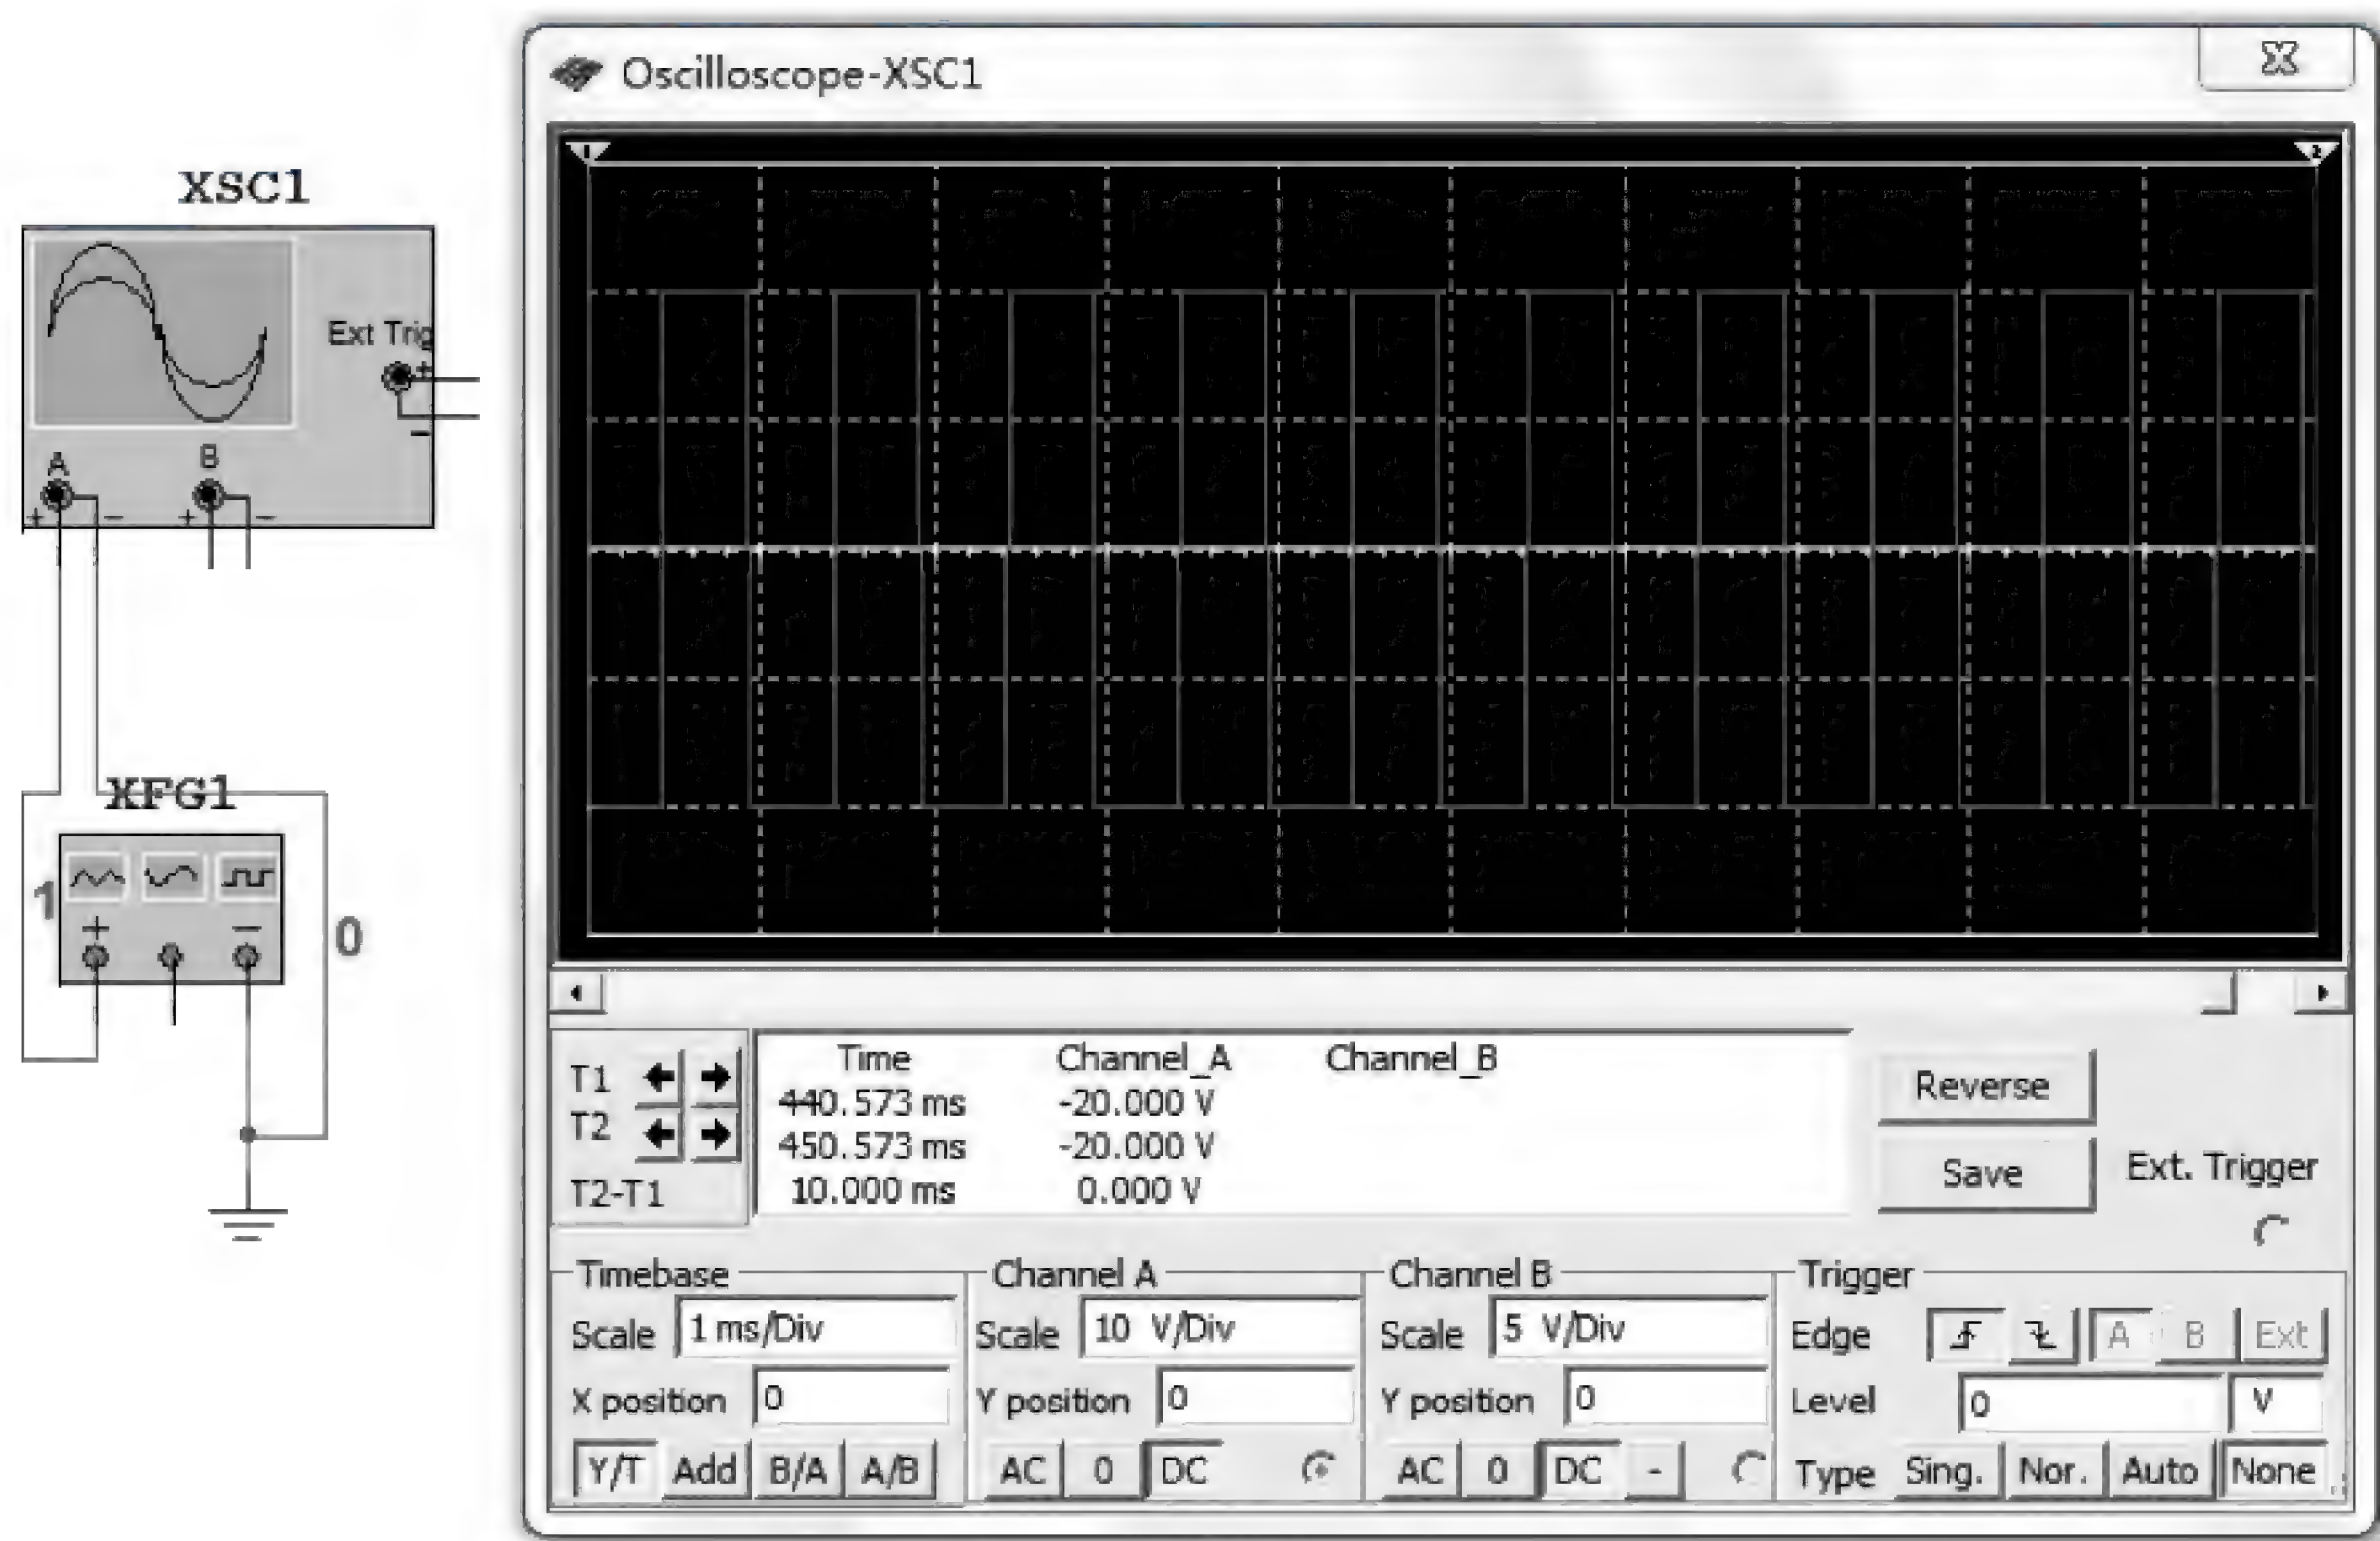 Oscilloscope-XSC1
1
2
XSC1
Ext Trig
+
−
A
B
+ −
+ −
XFG1
1
+ −
0
Time Channel_A Channel_B
T1 440.573 ms -20.000 V
T2 450.573 ms -20.000 V
T2-T1 10.000 ms 0.000 V
Reverse
Save
Ext. Trigger
Timebase
Scale 1 ms/Div
X position 0
Y/T Add B/A A/B
Channel A
Scale 10 V/Div
Y position 0
AC 0 DC
Channel B
Scale 5 V/Div
Y position 0
AC 0 DC -
Trigger
Edge A B Ext
Level 0 V
Type Sing. Nor. Auto None